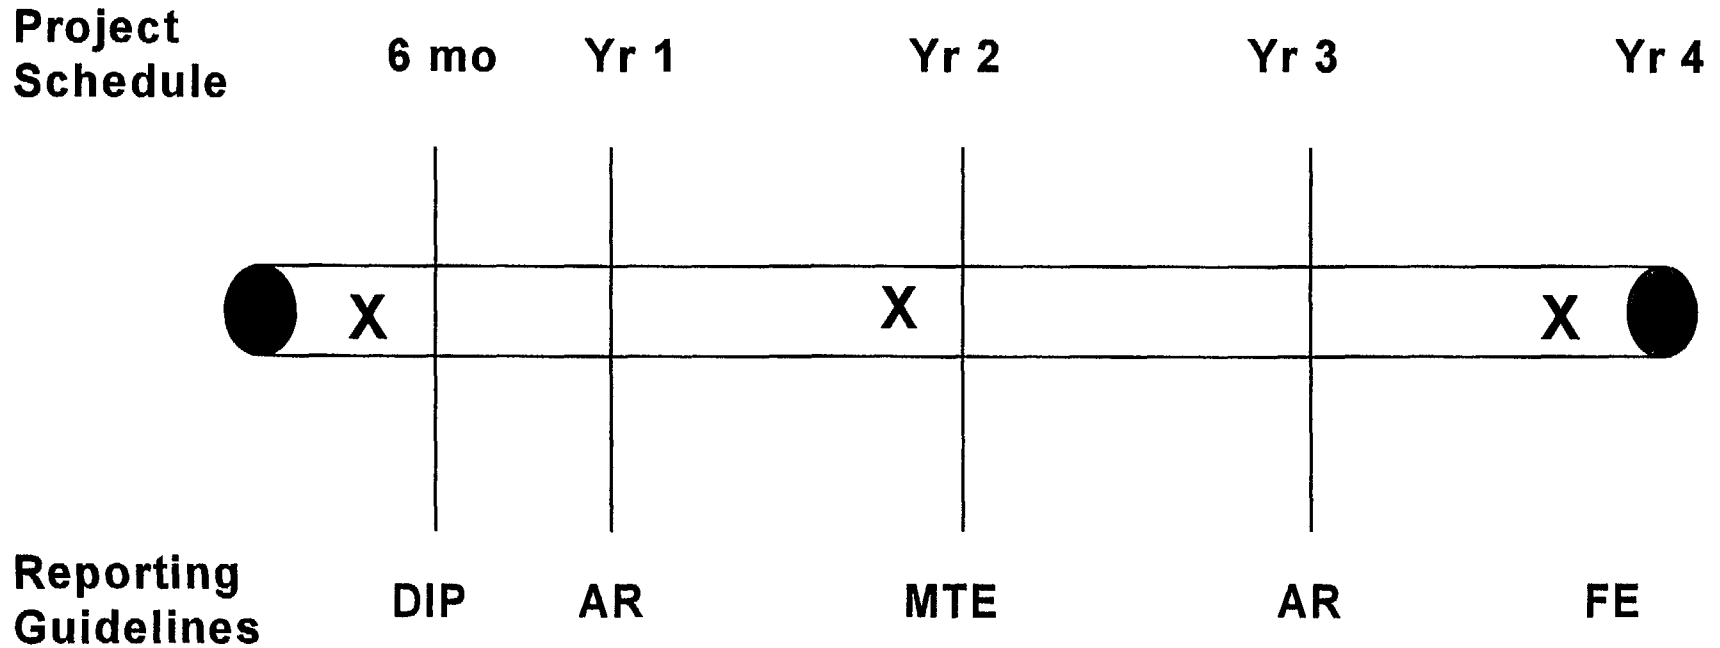 Project
Schedule
6 mo Yr 1 Yr 2 Yr 3 Yr 4
X X X
Reporting
Guidelines
DIP AR MTE AR FE